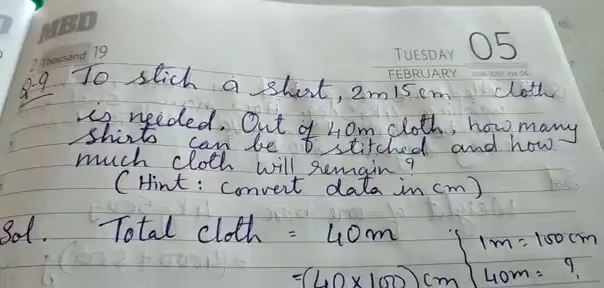 MBD
Thousand 19
TUESDAY 05
FEBRUARY
Q-9 To stich a shirt, 2m 15cm cloth
is needed. Out of 40m cloth, how many
shirts can be stitched and how
much cloth will remain?
(Hint: convert data in cm)
Sol. Total cloth = 40m { 1m = 100cm
=(40×100)cm { 40m = ?